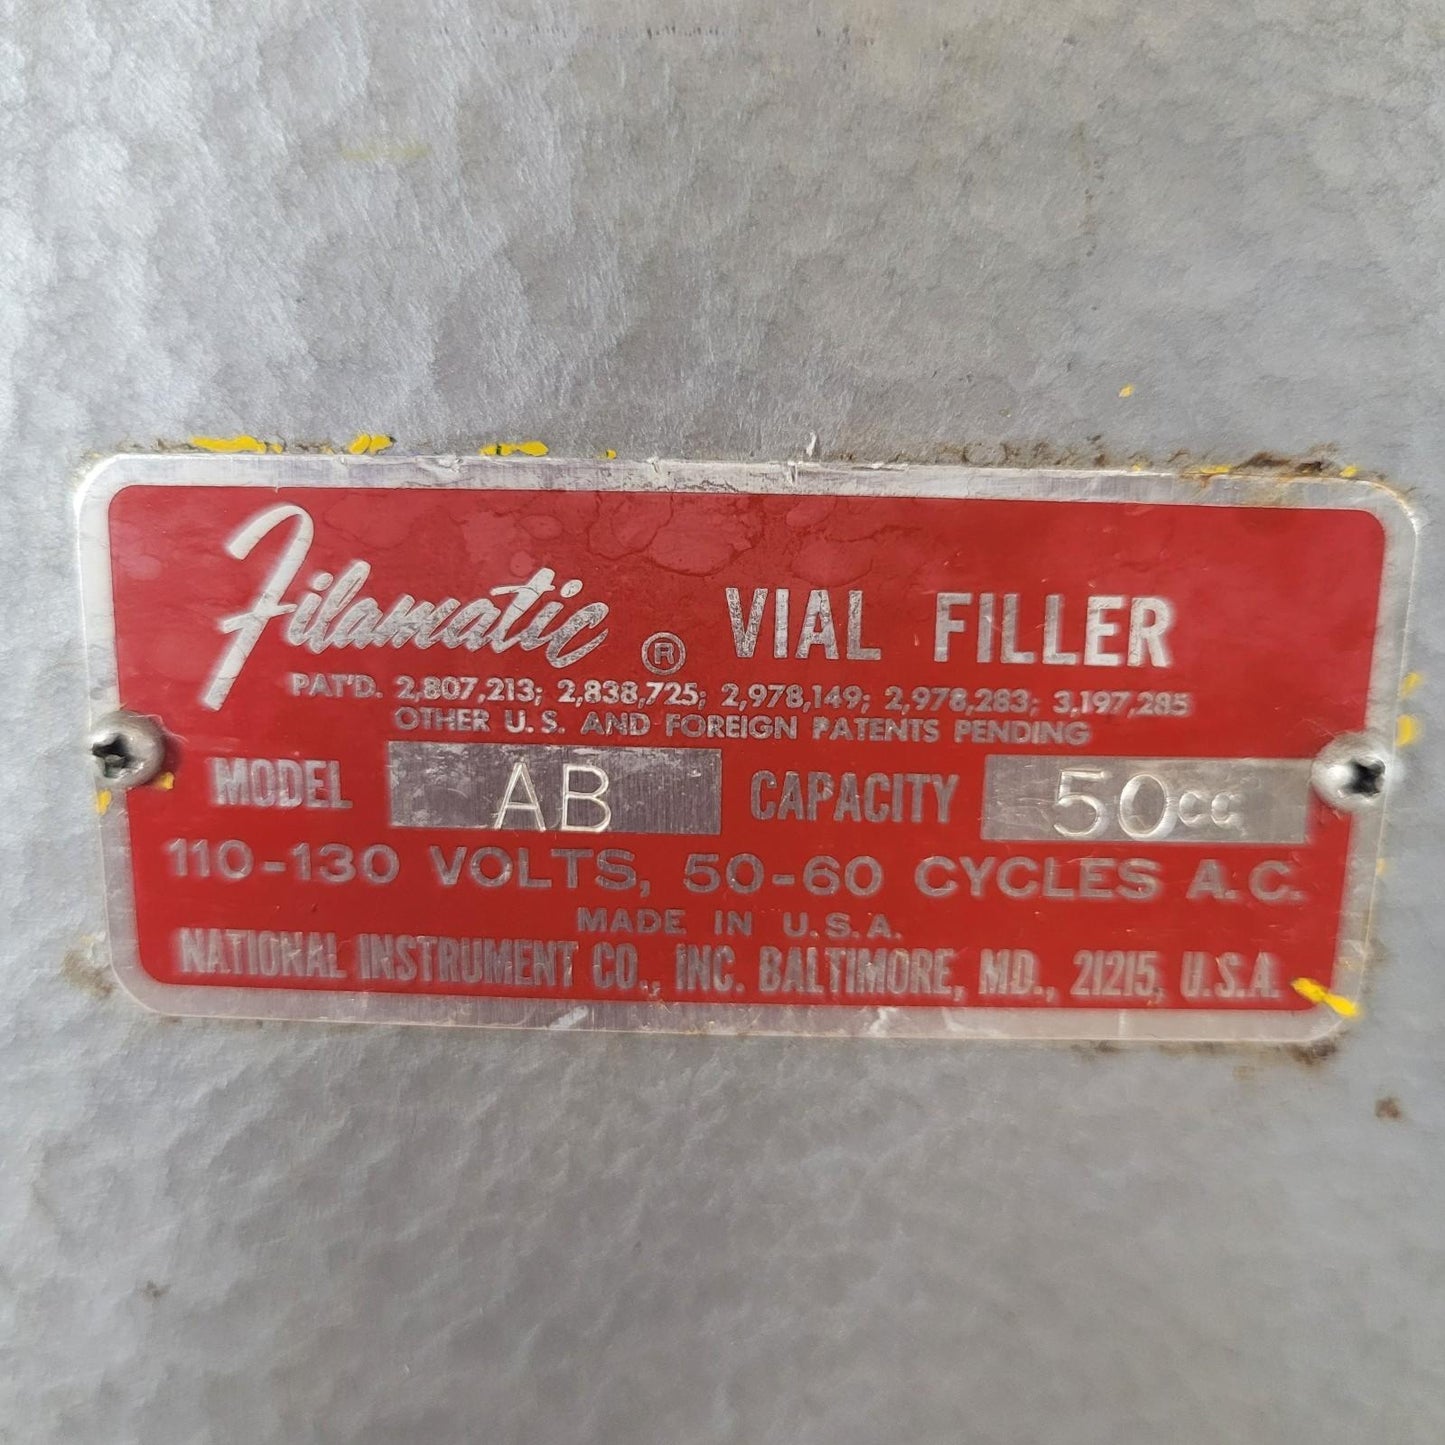 Filamatic ® VIAL FILLER
PAT'D. 2,807,213; 2,838,725; 2,978,149; 2,978,283; 3,197,285
OTHER U.S. AND FOREIGN PATENTS PENDING
MODEL AB CAPACITY 50cc
110-130 VOLTS, 50-60 CYCLES A.C.
MADE IN U.S.A.
NATIONAL INSTRUMENT CO., INC. BALTIMORE, MD., 21215, U.S.A.